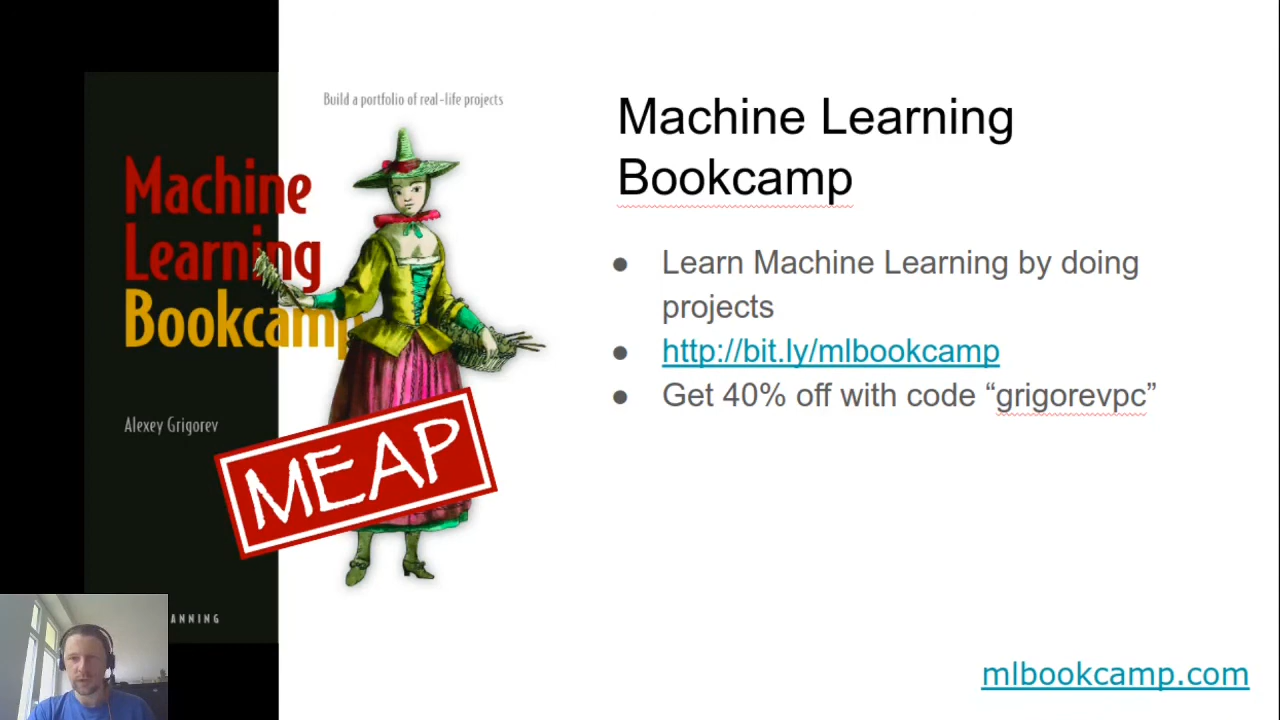 Build a portfolio of real-life projects
Machine
Learning
Bookcamp
Alexey Grigorev
MEAP
ANNING
Machine Learning
Bookcamp
● Learn Machine Learning by doing
projects
● http://bit.ly/mlbookcamp
● Get 40% off with code “grigorevpc”
mlbookcamp.com